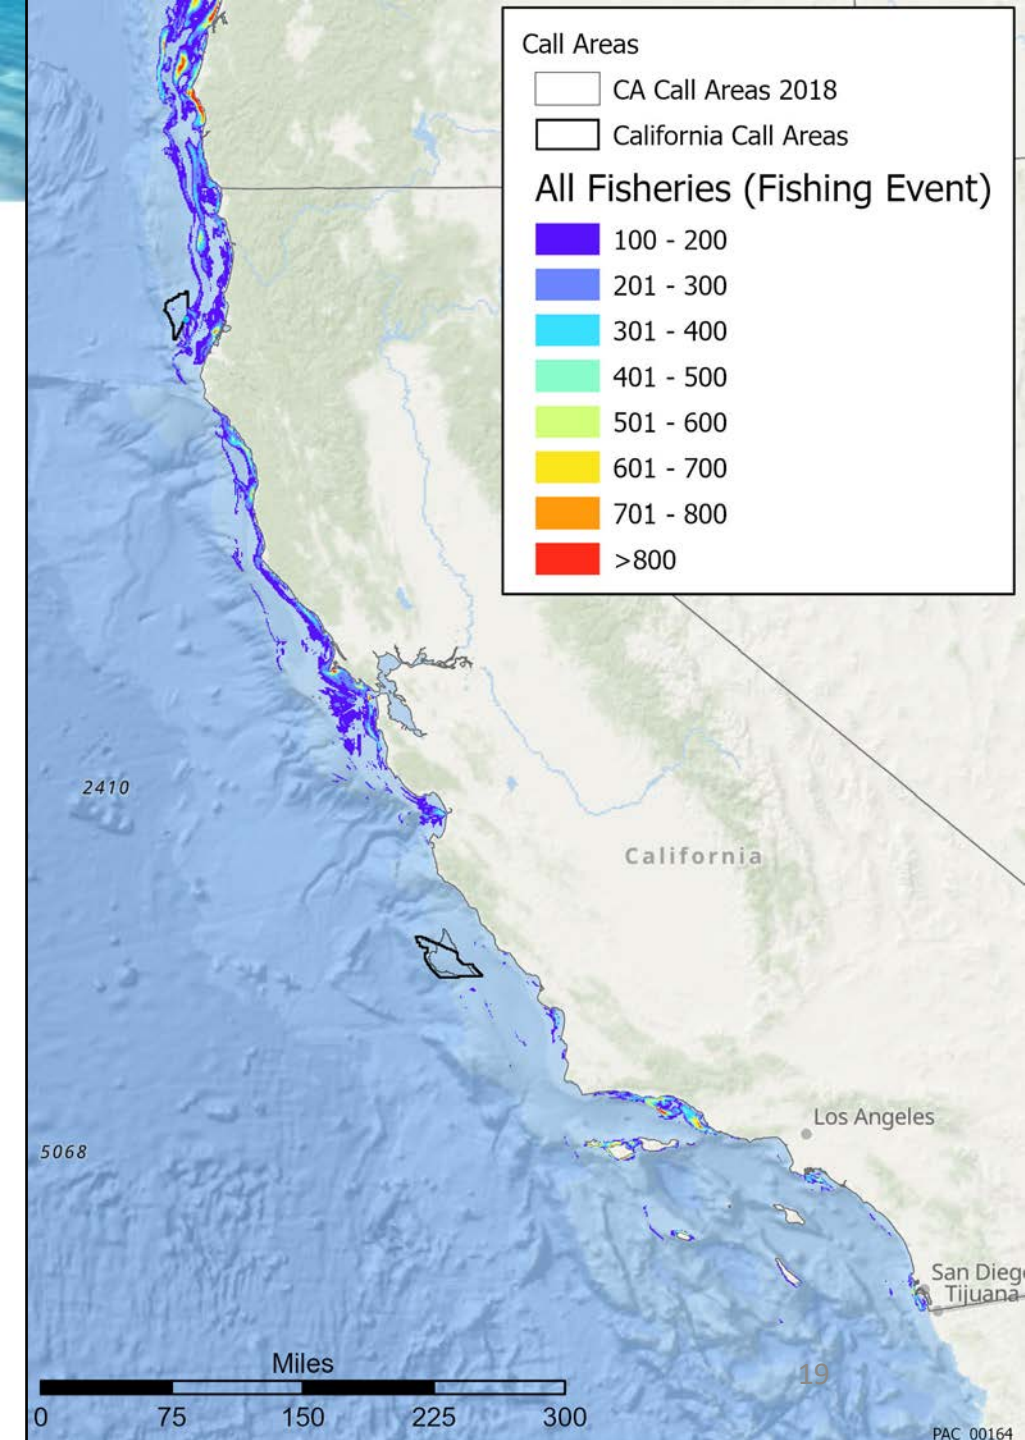 Call Areas
CA Call Areas 2018
California Call Areas
All Fisheries (Fishing Event)
100 - 200
201 - 300
301 - 400
401 - 500
501 - 600
601 - 700
701 - 800
>800
2410
California
5068
Los Angeles
San Dieg
Tijuana
Miles
0 75 150 225 300
19
PAC_00164